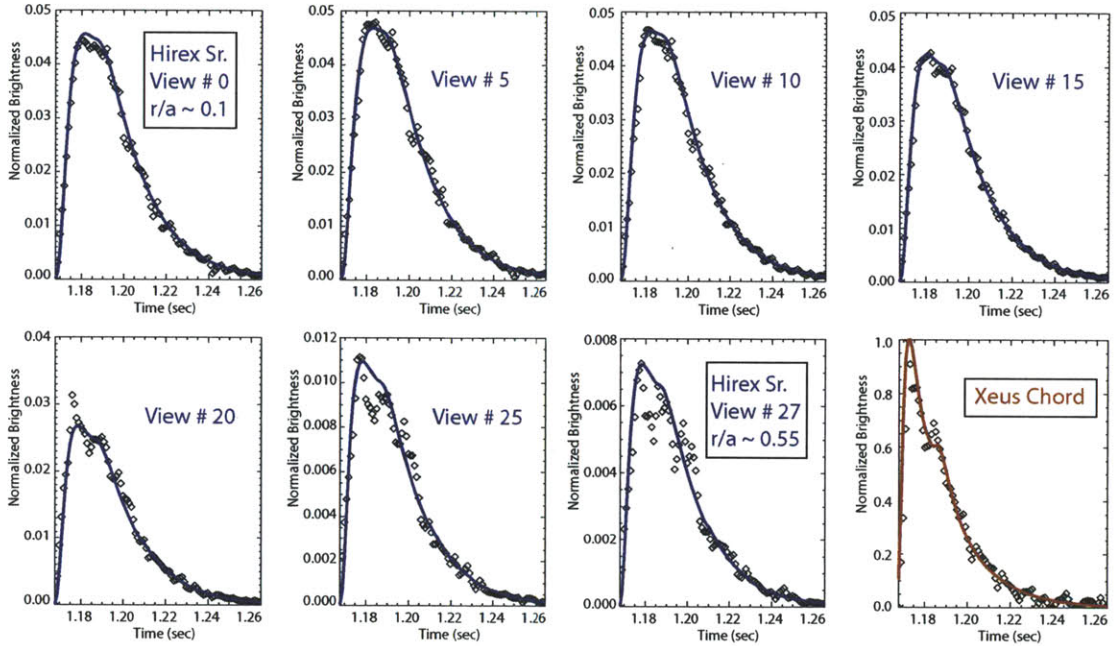 Normalized Brightness
0.05
0.04
0.03
0.02
0.01
0.00
1.18 1.20 1.22 1.24 1.26
Time (sec)
Hirex Sr.
View # 0
r/a ~ 0.1
Normalized Brightness
0.05
0.04
0.03
0.02
0.01
0.00
1.18 1.20 1.22 1.24 1.26
Time (sec)
View # 5
Normalized Brightness
0.05
0.04
0.03
0.02
0.01
0.00
1.18 1.20 1.22 1.24 1.26
Time (sec)
View # 10
Normalized Brightness
0.05
0.04
0.03
0.02
0.01
0.00
1.18 1.20 1.22 1.24 1.26
Time (sec)
View # 15
Normalized Brightness
0.04
0.03
0.02
0.01
0.00
1.18 1.20 1.22 1.24 1.26
Time (sec)
View # 20
Normalized Brightness
0.012
0.010
0.008
0.006
0.004
0.002
0.000
1.18 1.20 1.22 1.24 1.26
Time (sec)
View # 25
Normalized Brightness
0.008
0.006
0.004
0.002
0.000
1.18 1.20 1.22 1.24 1.26
Time (sec)
Hirex Sr.
View # 27
r/a ~ 0.55
Normalized Brightness
1.0
0.8
0.6
0.4
0.2
0.0
1.18 1.20 1.22 1.24 1.26
Time (sec)
Xeus Chord